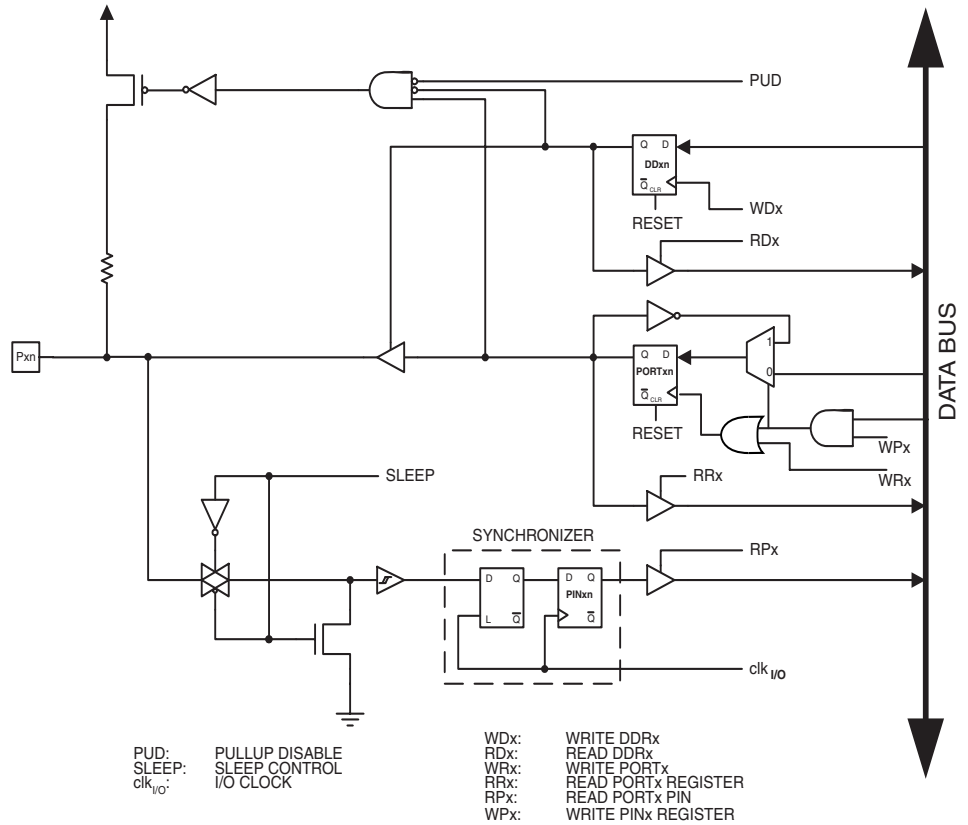 PUD
Q D
DDxn
Q CLR
WDx
RESET
RDx
Pxn
1
Q D
PORTxn
0
Q CLR
RESET
WPx
WRx
RRx
SLEEP
SYNCHRONIZER
RPx
D Q
D Q
PINxn
L Q
Q
clk I/O
DATA BUS
PUD: PULLUP DISABLE
SLEEP: SLEEP CONTROL
clkI/O: I/O CLOCK
WDx: WRITE DDRx
RDx: READ DDRx
WRx: WRITE PORTx
RRx: READ PORTx REGISTER
RPx: READ PORTx PIN
WPx: WRITE PINx REGISTER